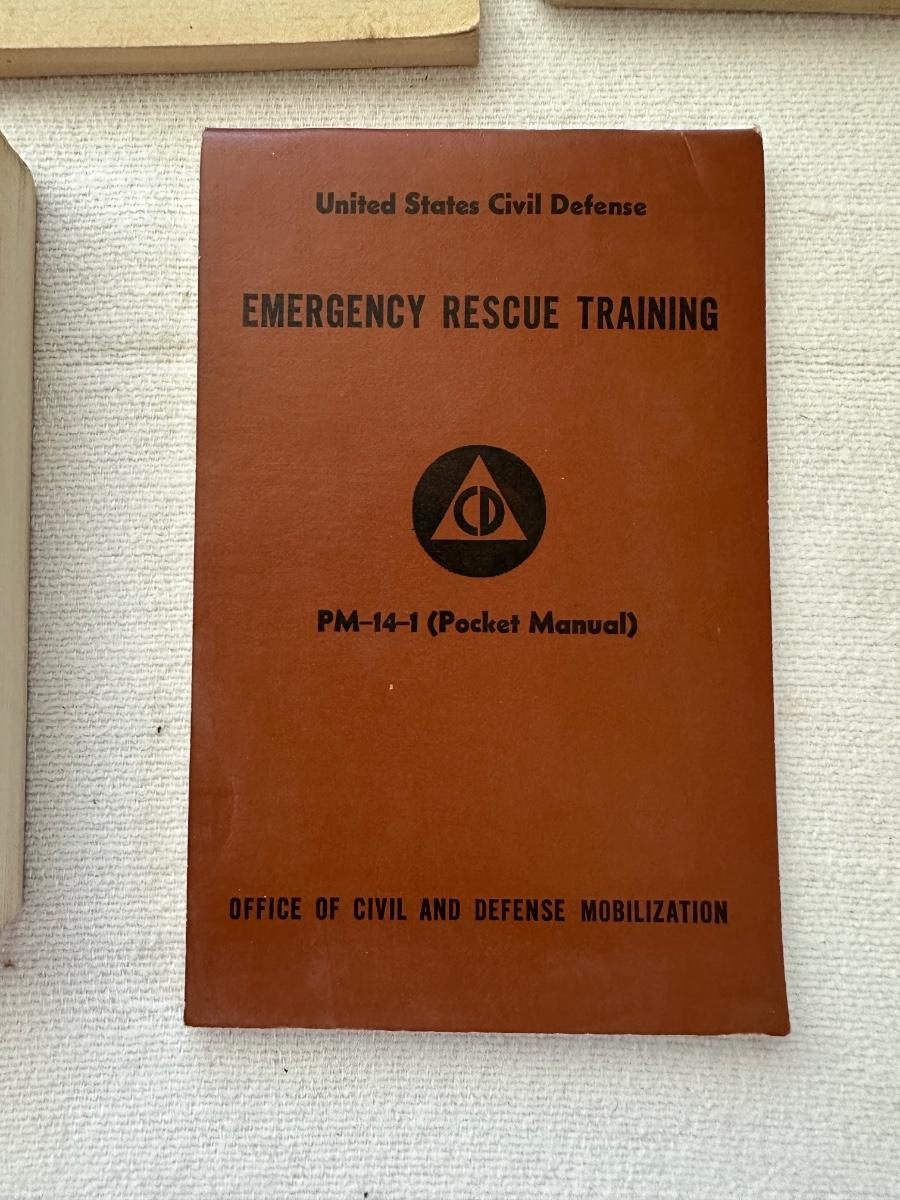 United States Civil Defense
EMERGENCY RESCUE TRAINING
CD
PM-14-1 (Pocket Manual)
OFFICE OF CIVIL AND DEFENSE MOBILIZATION